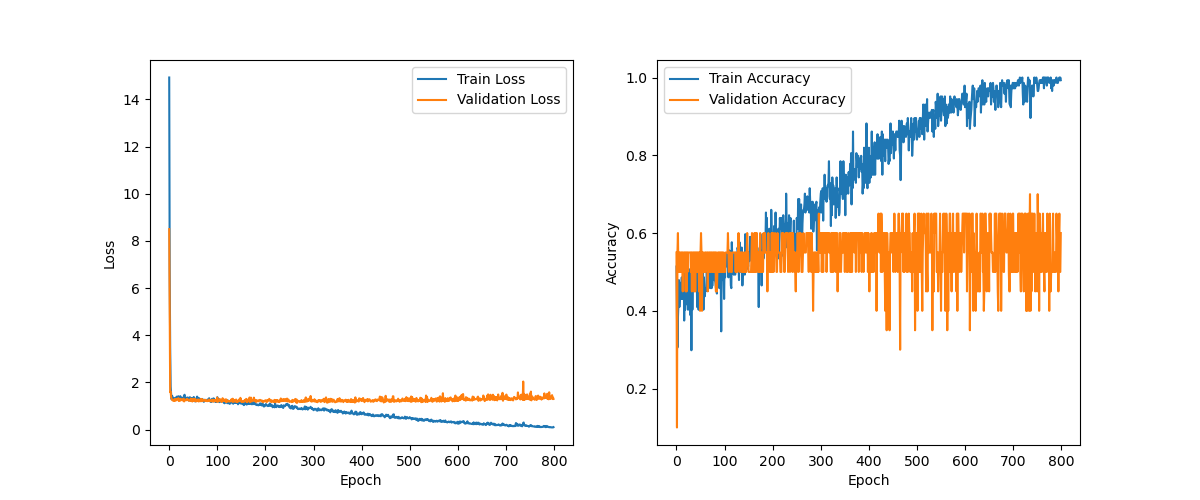 Train Loss
Validation Loss
14
12
10
8
6
4
2
0
Loss
0 100 200 300 400 500 600 700 800
Epoch
Train Accuracy
Validation Accuracy
1.0
0.8
0.6
0.4
0.2
Accuracy
0 100 200 300 400 500 600 700 800
Epoch